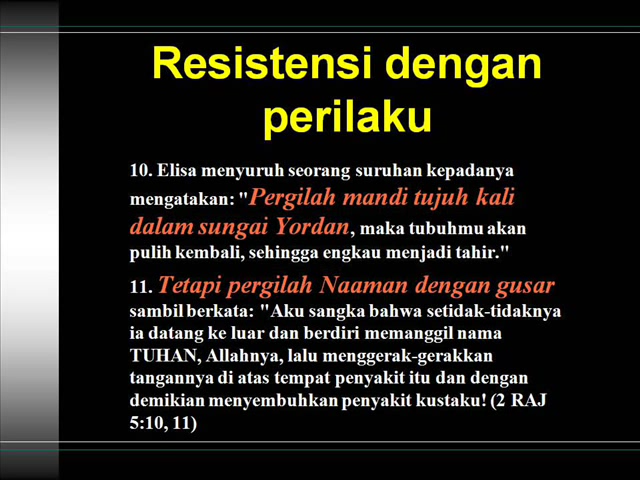 Resistensi dengan
perilaku
10. Elisa menyuruh seorang suruhan kepadanya
mengatakan: "Pergilah mandi tujuh kali
dalam sungai Yordan, maka tubuhmu akan
pulih kembali, sehingga engkau menjadi tahir."
11. Tetapi pergilah Naaman dengan gusar
sambil berkata: "Aku sangka bahwa setidak-tidaknya
ia datang ke luar dan berdiri memanggil nama
TUHAN, Allahnya, lalu menggerak-gerakkan
tangannya di atas tempat penyakit itu dan dengan
demikian menyembuhkan penyakit kustaku! (2 RAJ
5:10, 11)